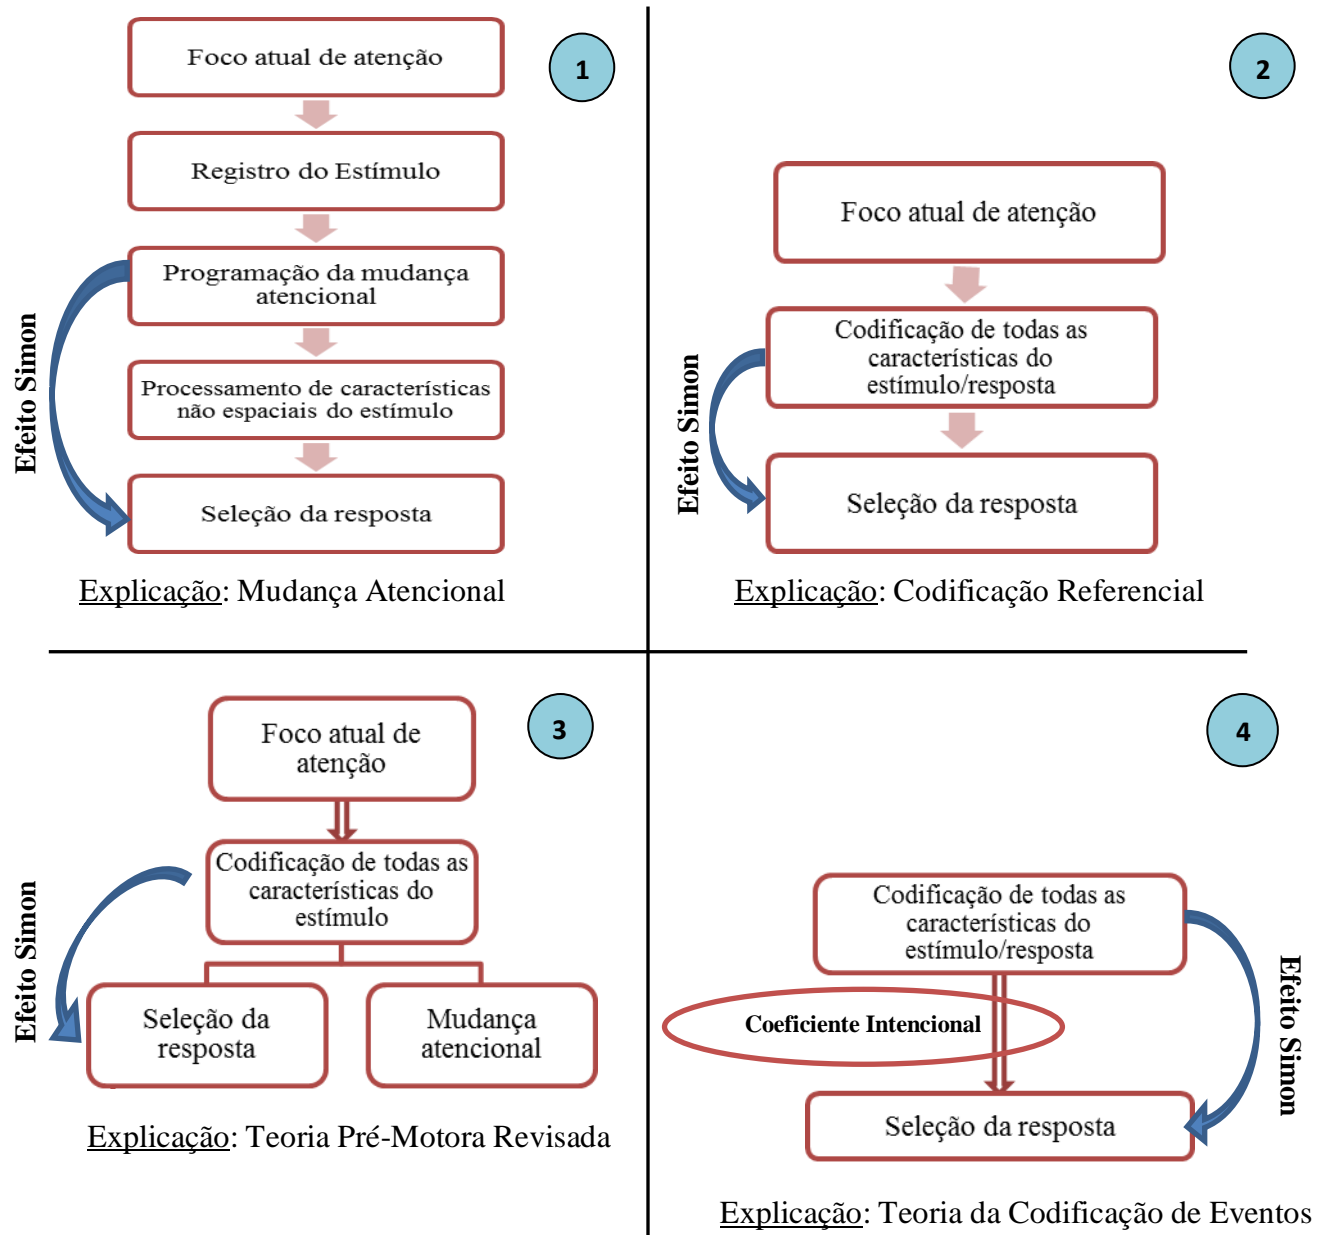 1
Foco atual de atenção
Registro do Estímulo
Programação da mudança
atencional
Processamento de características
não espaciais do estímulo
Seleção da resposta
Efeito Simon
Explicação: Mudança Atencional
2
Foco atual de atenção
Codificação de todas as
características do
estímulo/resposta
Seleção da resposta
Efeito Simon
Explicação: Codificação Referencial
3
Foco atual de
atenção
Codificação de todas as
características do
estímulo
Seleção da
resposta
Mudança
atencional
Efeito Simon
Explicação: Teoria Pré-Motora Revisada
4
Codificação de todas as
características do
estímulo/resposta
Coeficiente Intencional
Seleção da resposta
Efeito Simon
Explicação: Teoria da Codificação de Eventos